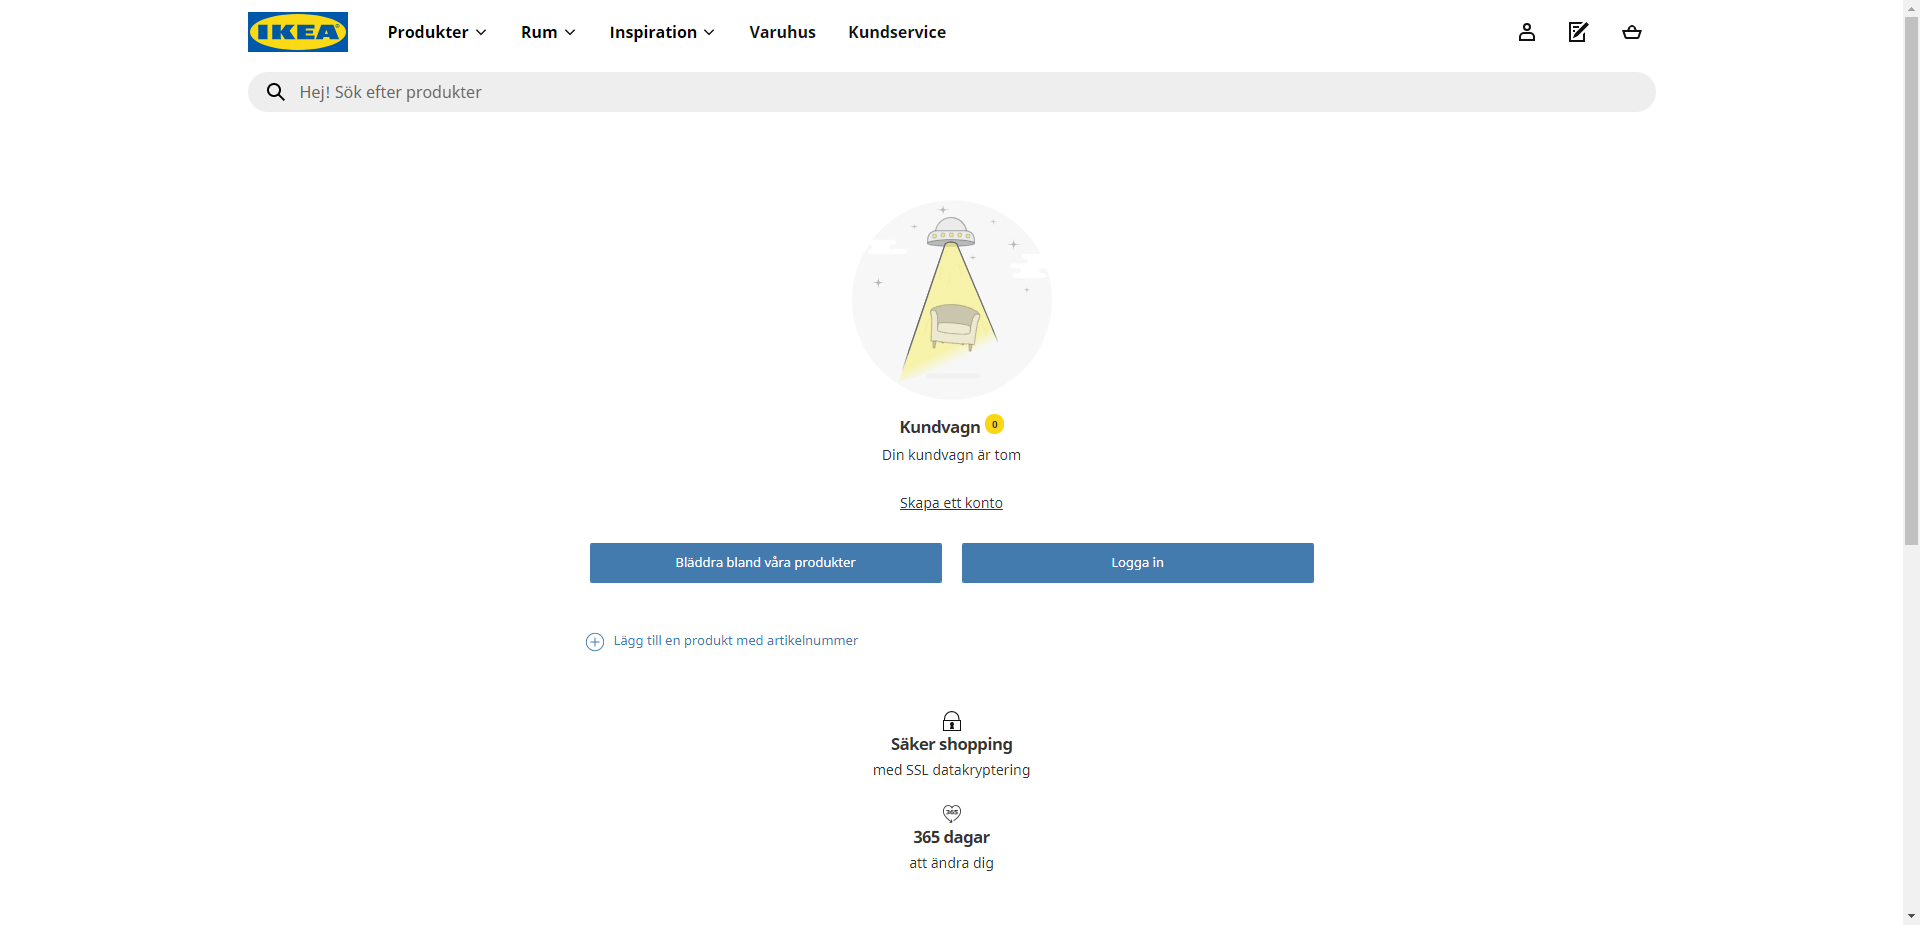 IKEA
Produkter
Rum
Inspiration
Varuhus
Kundservice
Hej! Sök efter produkter
Kundvagn 0
Din kundvagn är tom
Skapa ett konto
Bläddra bland våra produkter
Logga in
Lägg till en produkt med artikelnummer
Säker shopping
med SSL datakryptering
365
365 dagar
att ändra dig